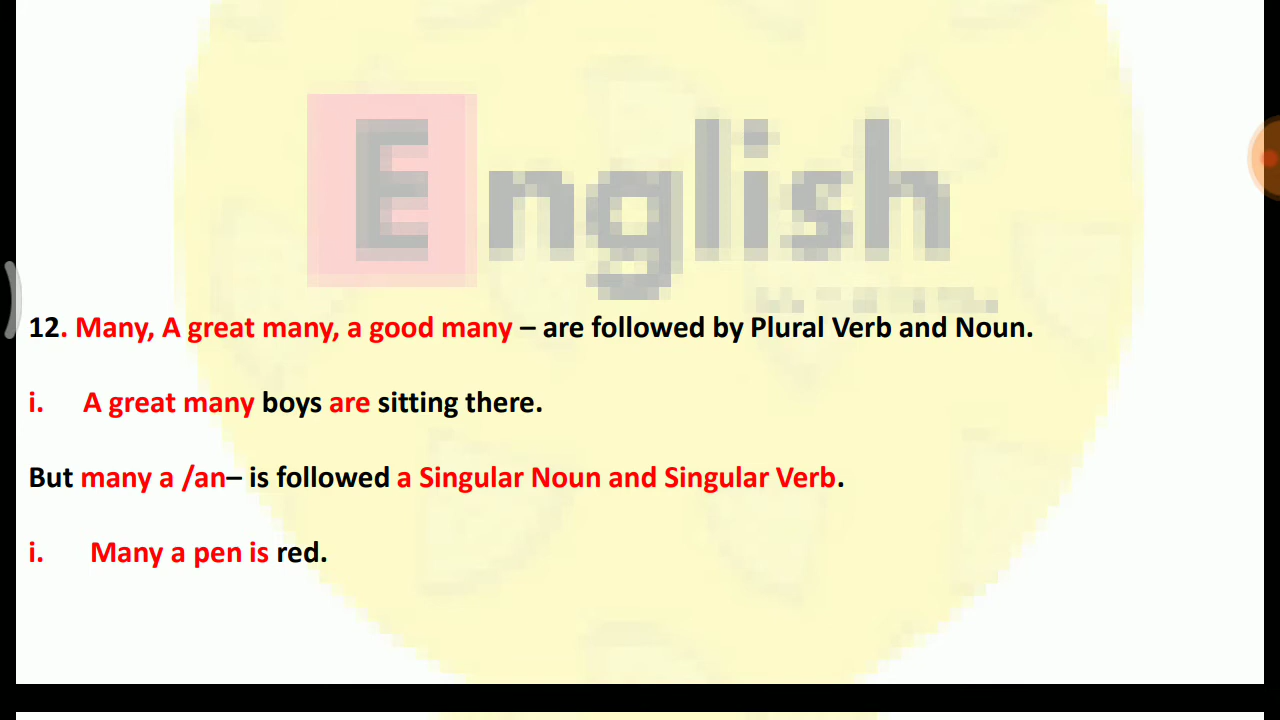 English
12. Many, A great many, a good many – are followed by Plural Verb and Noun.
i. A great many boys are sitting there.
But many a /an– is followed a Singular Noun and Singular Verb.
i. Many a pen is red.